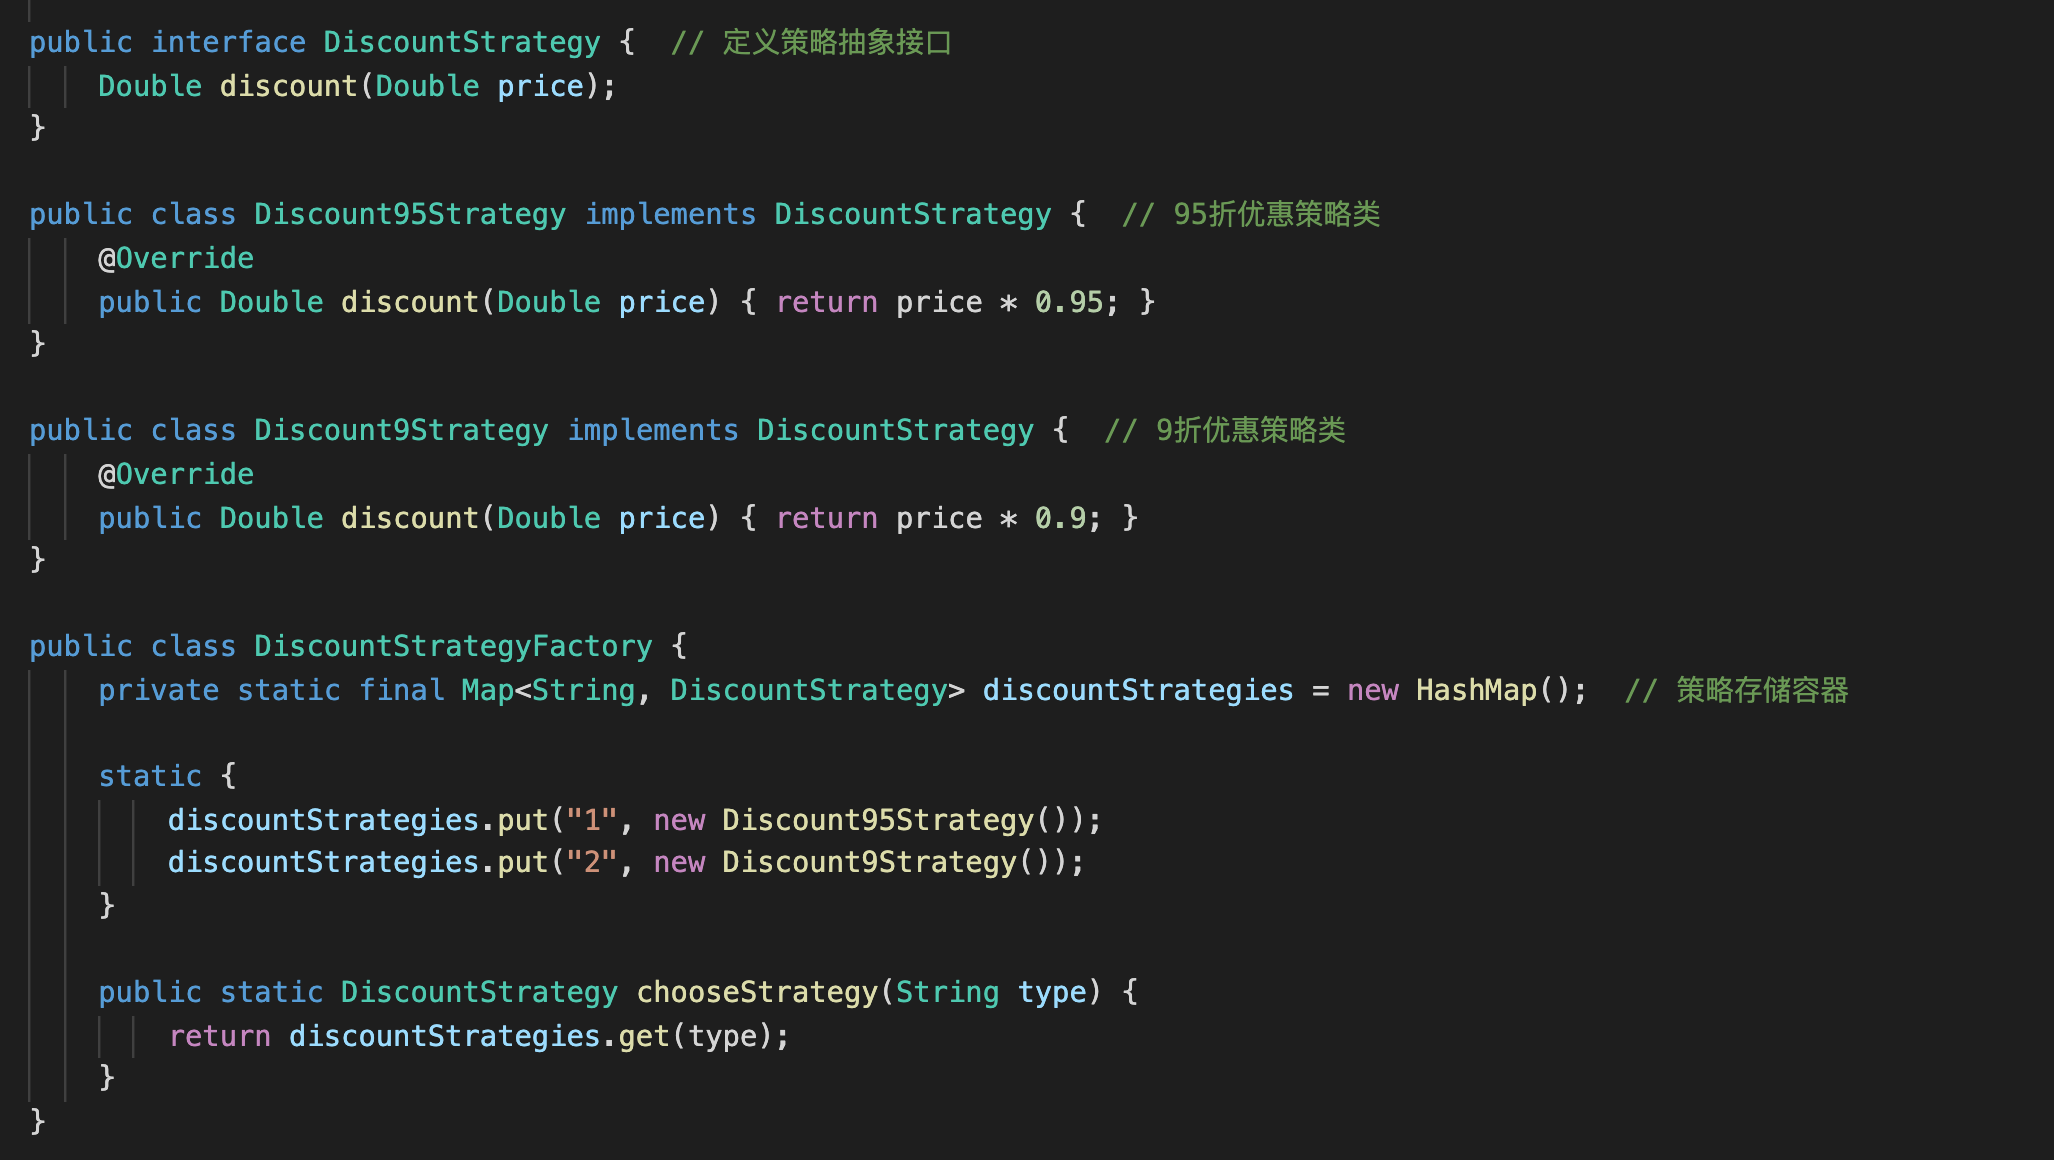 public interface DiscountStrategy {  // 定义策略抽象接口
    Double discount(Double price);
}

public class Discount95Strategy implements DiscountStrategy {  // 95折优惠策略类
    @Override
    public Double discount(Double price) { return price * 0.95; }
}

public class Discount9Strategy implements DiscountStrategy {  // 9折优惠策略类
    @Override
    public Double discount(Double price) { return price * 0.9; }
}

public class DiscountStrategyFactory {
    private static final Map<String, DiscountStrategy> discountStrategies = new HashMap();  // 策略存储容器

    static {
        discountStrategies.put("1", new Discount95Strategy());
        discountStrategies.put("2", new Discount9Strategy());
    }

    public static DiscountStrategy chooseStrategy(String type) {
        return discountStrategies.get(type);
    }
}